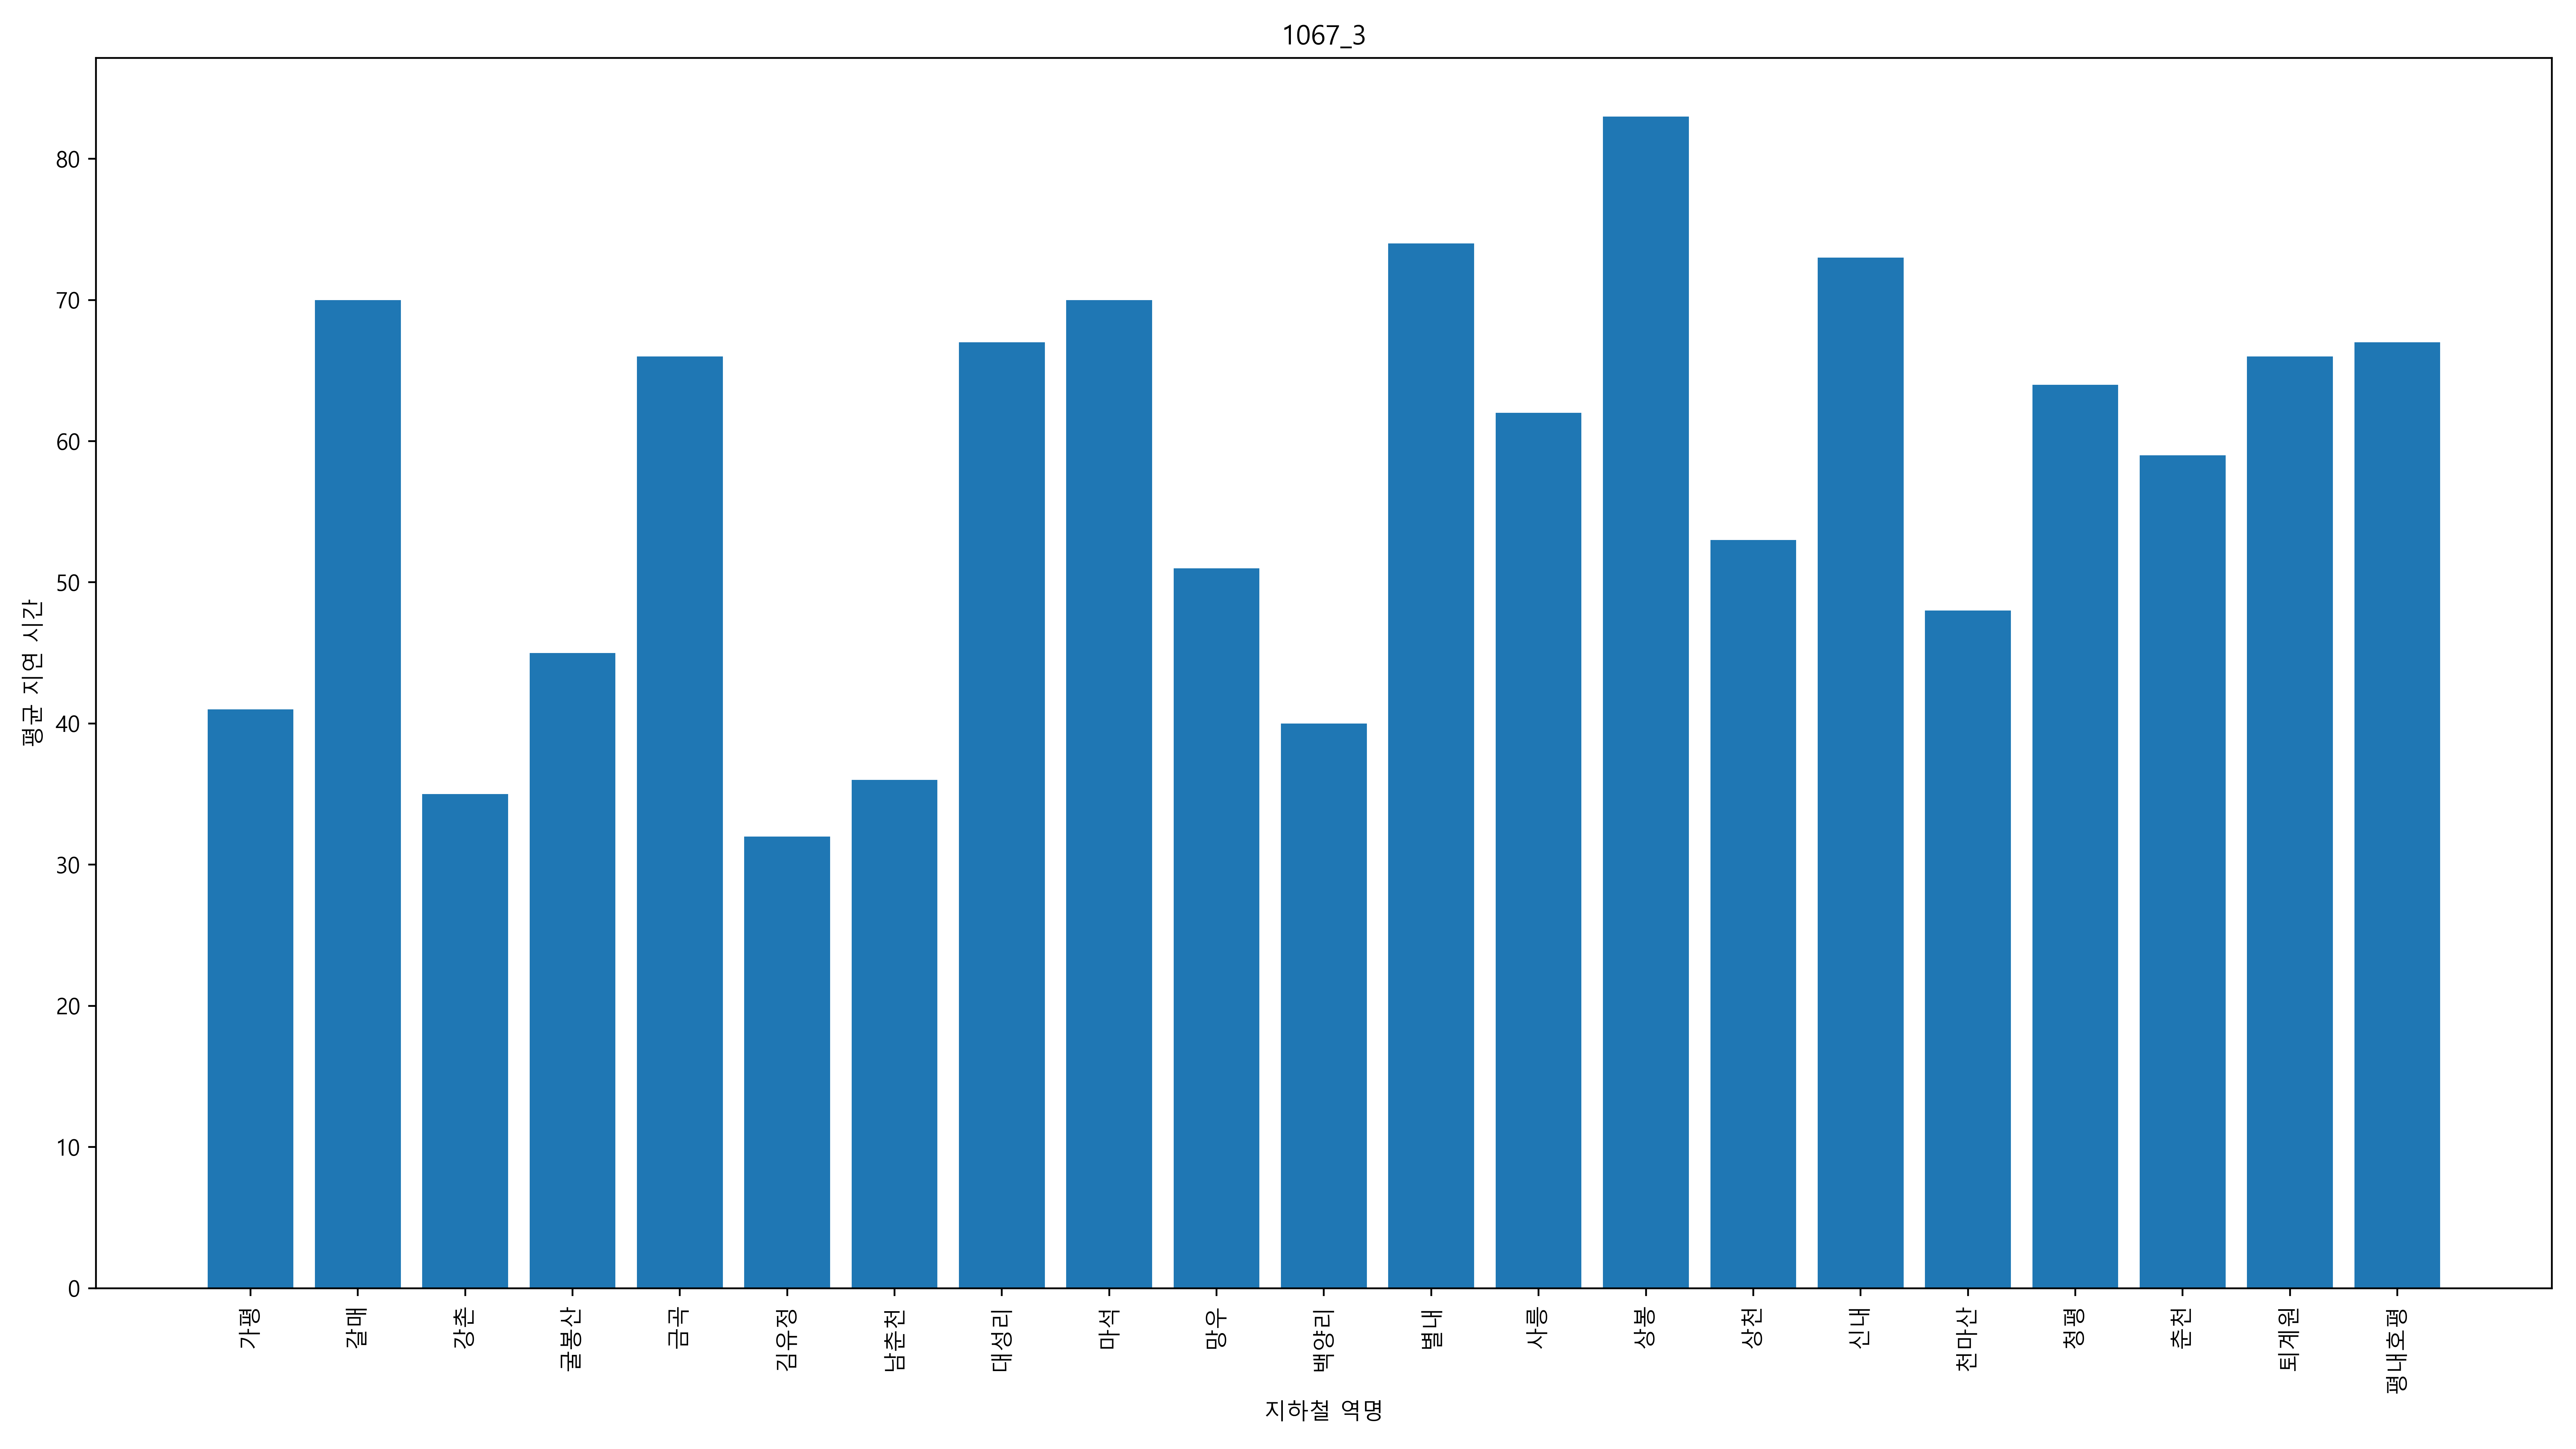 1067_3
평균 지연 시간
80
70
60
50
40
30
20
10
0
가평
갈매
강촌
굴봉산
금곡
김유정
남춘천
대성리
마석
망우
백양리
별내
사릉
상봉
상천
신내
천마산
청평
춘천
퇴계원
평내호평
지하철 역명